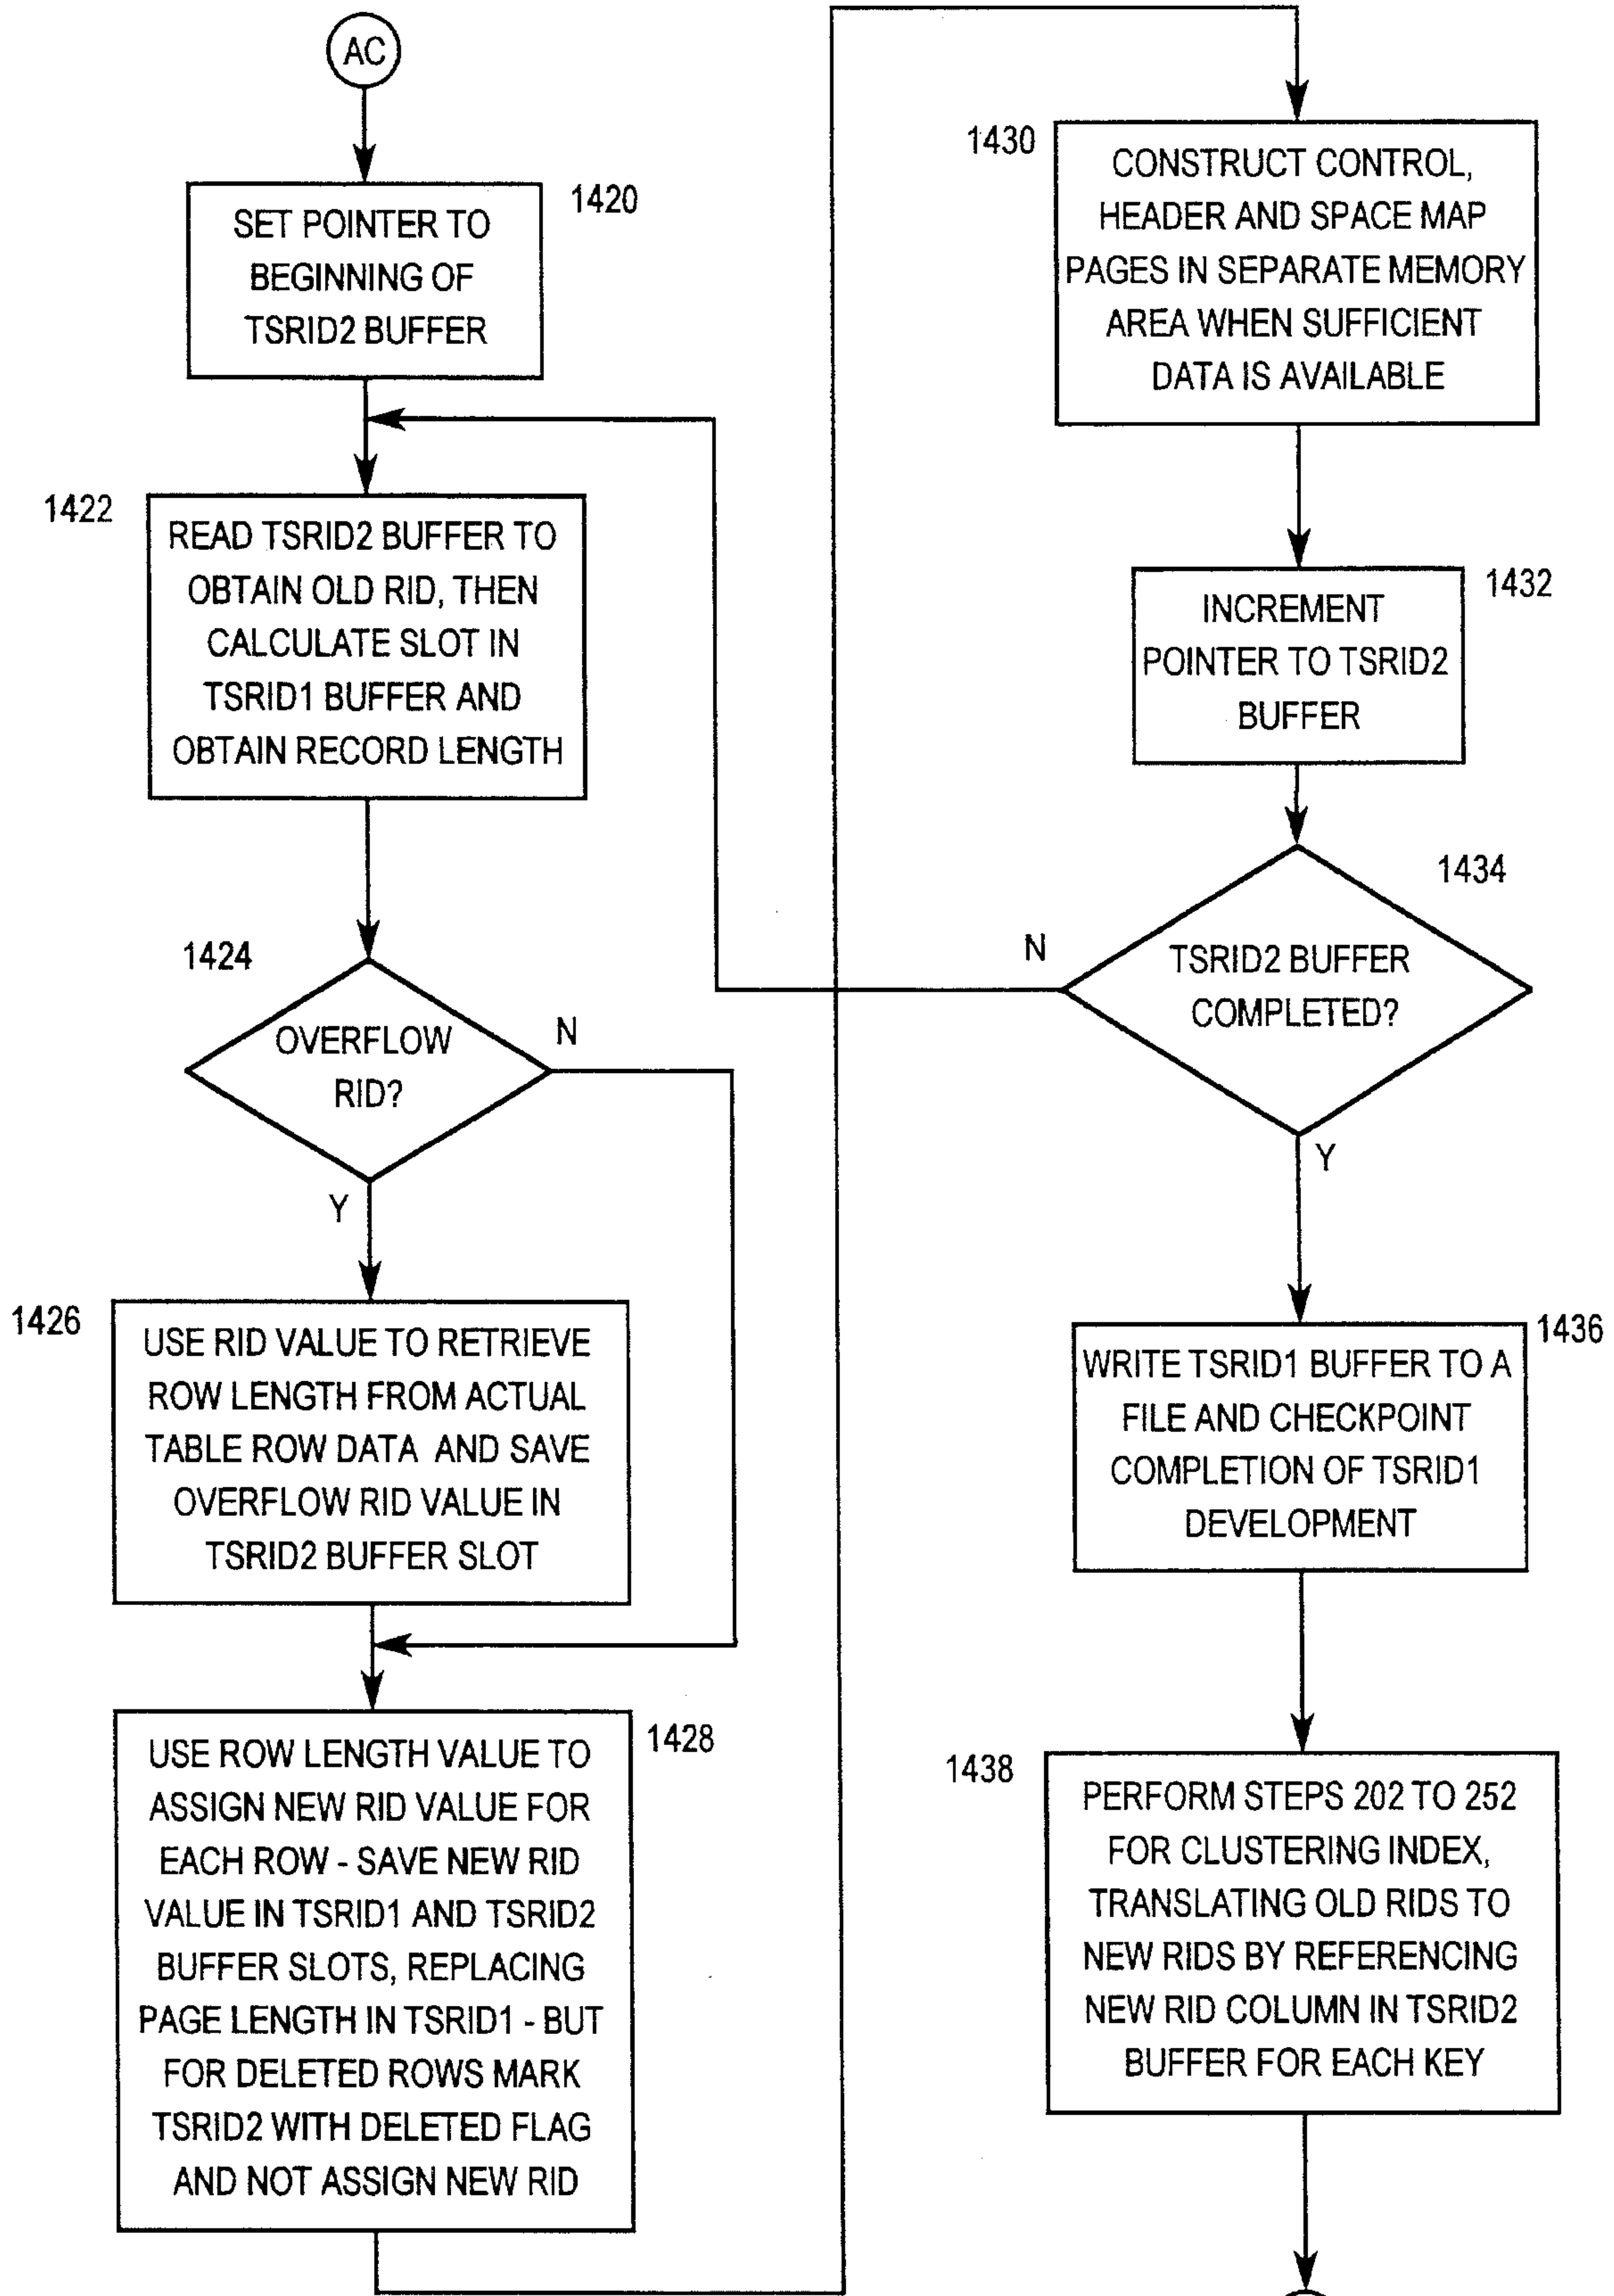 AC
1420
SET POINTER TO
BEGINNING OF
TSRID2 BUFFER
1422
READ TSRID2 BUFFER TO
OBTAIN OLD RID, THEN
CALCULATE SLOT IN
TSRID1 BUFFER AND
OBTAIN RECORD LENGTH
1424
OVERFLOW
RID?
N
Y
1426
USE RID VALUE TO RETRIEVE
ROW LENGTH FROM ACTUAL
TABLE ROW DATA AND SAVE
OVERFLOW RID VALUE IN
TSRID2 BUFFER SLOT
1428
USE ROW LENGTH VALUE TO
ASSIGN NEW RID VALUE FOR
EACH ROW - SAVE NEW RID
VALUE IN TSRID1 AND TSRID2
BUFFER SLOTS, REPLACING
PAGE LENGTH IN TSRID1 - BUT
FOR DELETED ROWS MARK
TSRID2 WITH DELETED FLAG
AND NOT ASSIGN NEW RID
1430
CONSTRUCT CONTROL,
HEADER AND SPACE MAP
PAGES IN SEPARATE MEMORY
AREA WHEN SUFFICIENT
DATA IS AVAILABLE
1432
INCREMENT
POINTER TO TSRID2
BUFFER
1434
TSRID2 BUFFER
COMPLETED?
N
Y
1436
WRITE TSRID1 BUFFER TO A
FILE AND CHECKPOINT
COMPLETION OF TSRID1
DEVELOPMENT
1438
PERFORM STEPS 202 TO 252
FOR CLUSTERING INDEX,
TRANSLATING OLD RIDS TO
NEW RIDS BY REFERENCING
NEW RID COLUMN IN TSRID2
BUFFER FOR EACH KEY